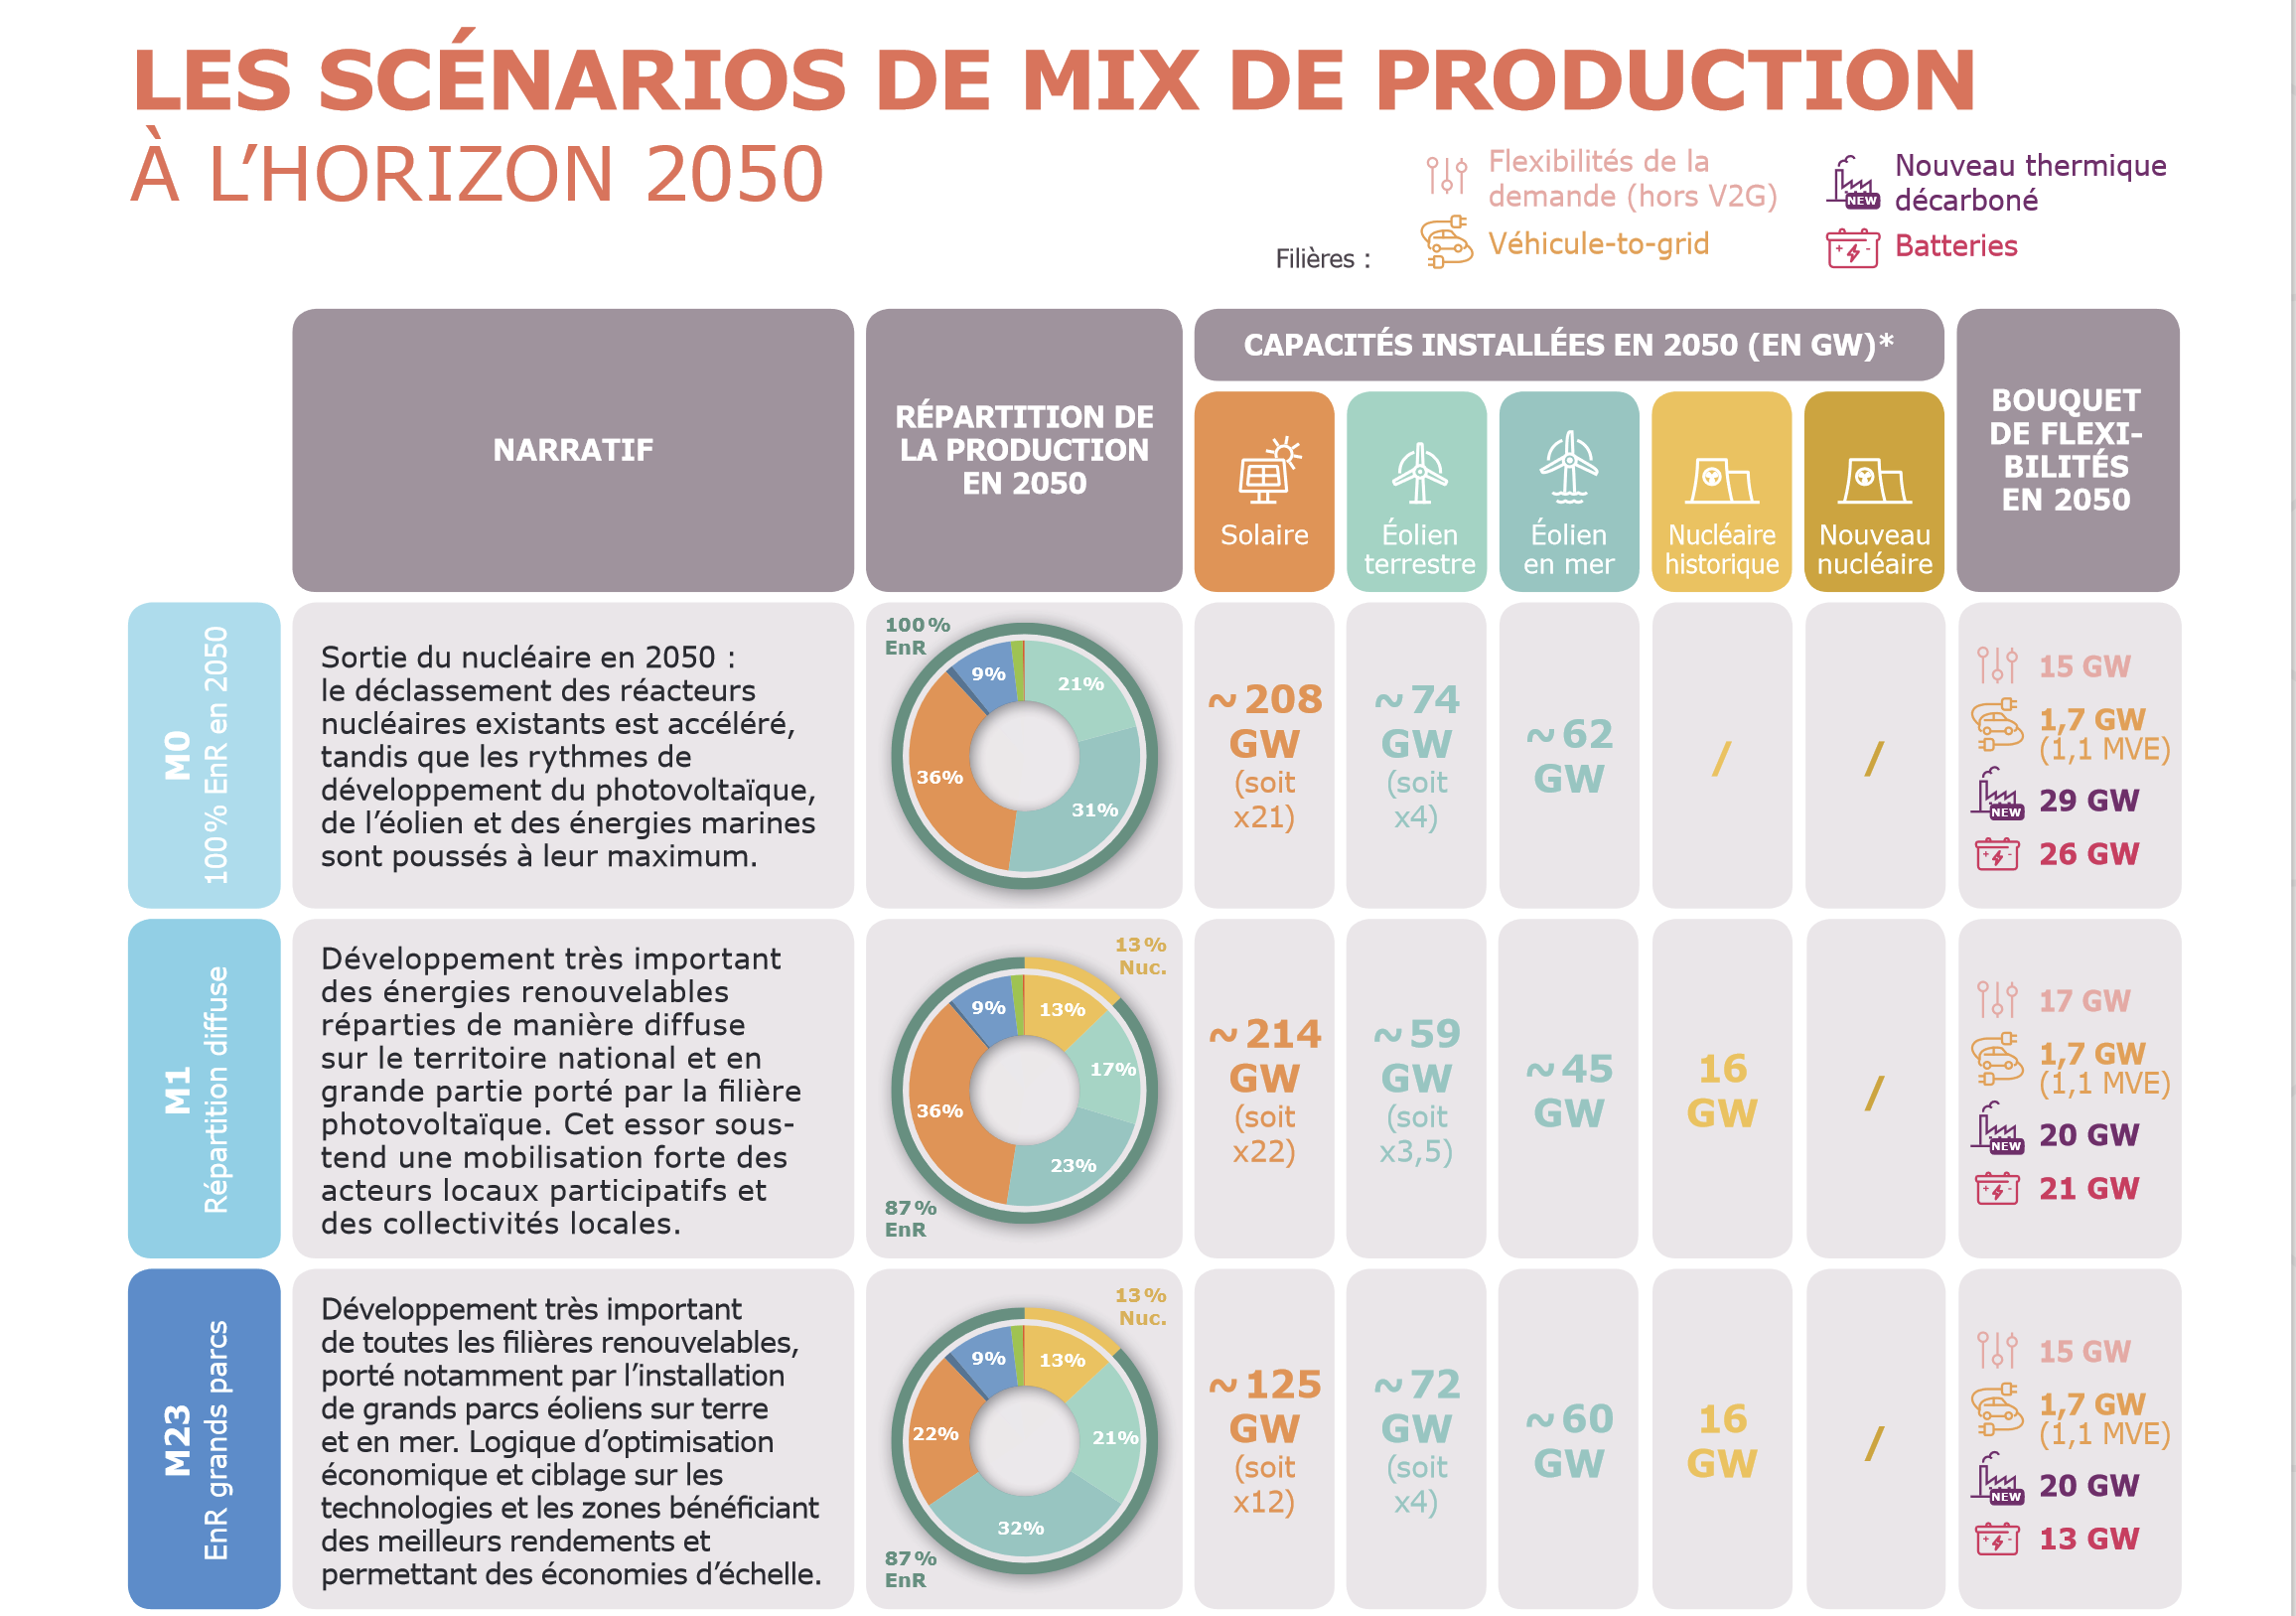 LES SCÉNARIOS DE MIX DE PRODUCTION
À L’HORIZON 2050
Filières :
Flexibilités de la
demande (hors V2G)
Véhicule-to-grid
NEW
Nouveau thermique
décarboné
Batteries
NARRATIF
RÉPARTITION DE
LA PRODUCTION
EN 2050
CAPACITÉS INSTALLÉES EN 2050 (EN GW)*
Solaire
Éolien
terrestre
Éolien
en mer
Nucléaire
historique
Nouveau
nucléaire
BOUQUET
DE FLEXI-
BILITÉS
EN 2050
M0
100% EnR en 2050
Sortie du nucléaire en 2050 :
le déclassement des réacteurs
nucléaires existants est accéléré,
tandis que les rythmes de
développement du photovoltaïque,
de l’éolien et des énergies marines
sont poussés à leur maximum.
100%
EnR
9%
21%
36%
31%
~208
GW
(soit
x21)
~74
GW
(soit
x4)
~62
GW
/
/
15 GW
1,7 GW
(1,1 MVE)
NEW
29 GW
26 GW
M1
Répartition diffuse
Développement très important
des énergies renouvelables
réparties de manière diffuse
sur le territoire national et en
grande partie porté par la filière
photovoltaïque. Cet essor sous-
tend une mobilisation forte des
acteurs locaux participatifs et
des collectivités locales.
13%
Nuc.
9%
13%
17%
36%
23%
87%
EnR
~214
GW
(soit
x22)
~59
GW
(soit
x3,5)
~45
GW
16
GW
/
17 GW
1,7 GW
(1,1 MVE)
NEW
20 GW
21 GW
M23
EnR grands parcs
Développement très important
de toutes les filières renouvelables,
porté notamment par l’installation
de grands parcs éoliens sur terre
et en mer. Logique d’optimisation
économique et ciblage sur les
technologies et les zones bénéficiant
des meilleurs rendements et
permettant des économies d’échelle.
13%
Nuc.
9%
13%
22%
21%
32%
87%
EnR
~125
GW
(soit
x12)
~72
GW
(soit
x4)
~60
GW
16
GW
/
15 GW
1,7 GW
(1,1 MVE)
NEW
20 GW
13 GW